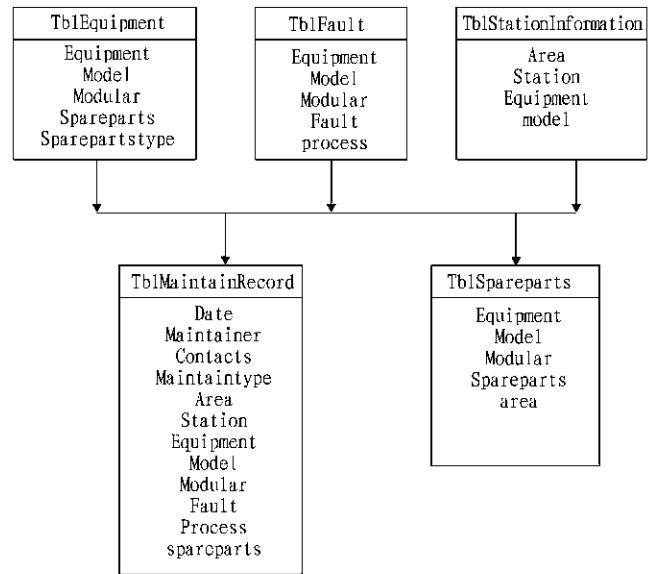 TblEquipment
Equipment
Model
Modular
Spareparts
Sparepartstype
TblFault
Equipment
Model
Modular
Fault
process
TblStationInformation
Area
Station
Equipment
model
TblMaintainRecord
Date
Maintainer
Contacts
Maintaintype
Area
Station
Equipment
Model
Modular
Fault
Process
spareparts
TblSpareparts
Equipment
Model
Modular
Spareparts
area